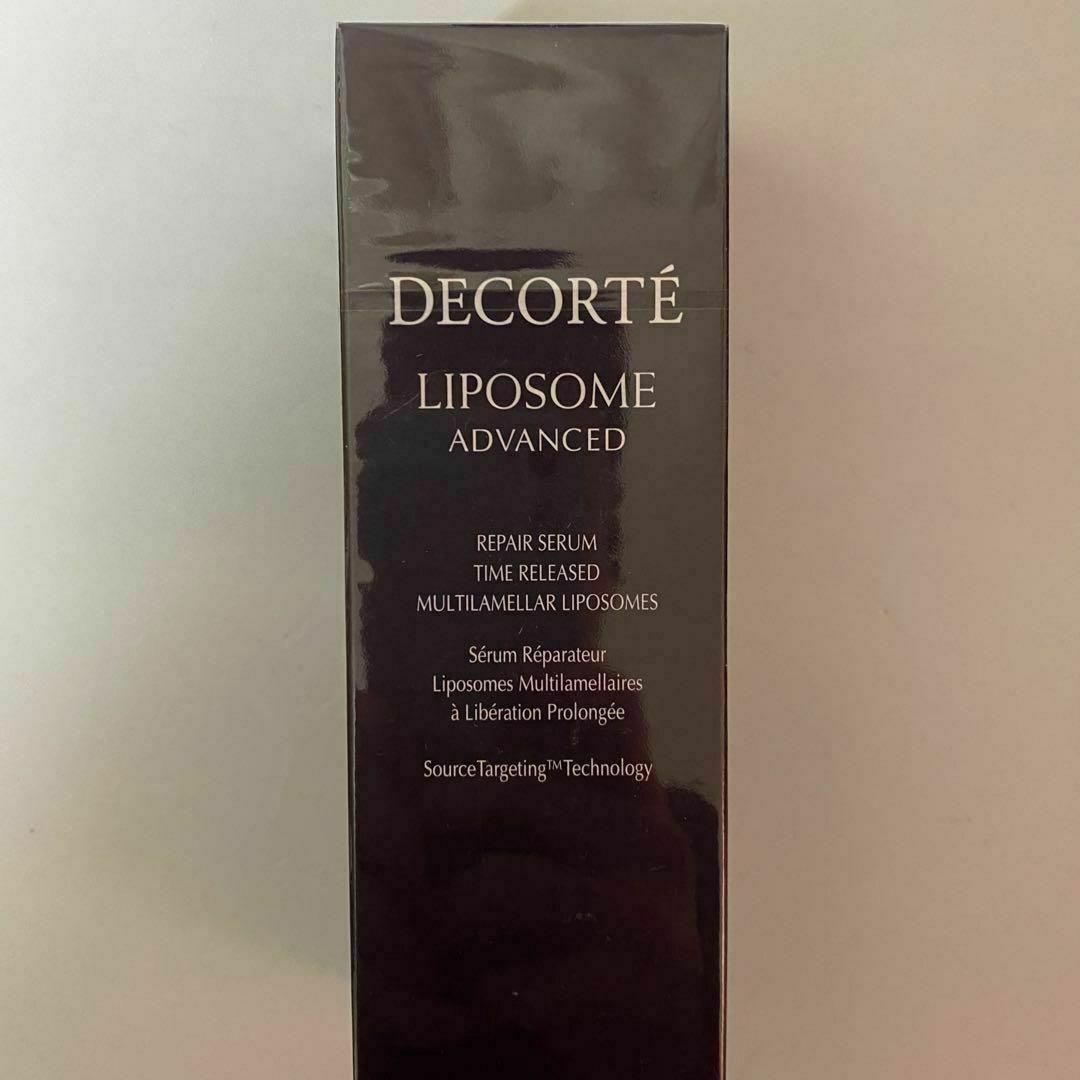 DECORTÉ
LIPOSOME
ADVANCED
REPAIR SERUM
TIME RELEASED
MULTILAMELLAR LIPOSOMES
Sérum Réparateur
Liposomes Multilamellaires
à Libération Prolongée
SourceTargeting™Technology